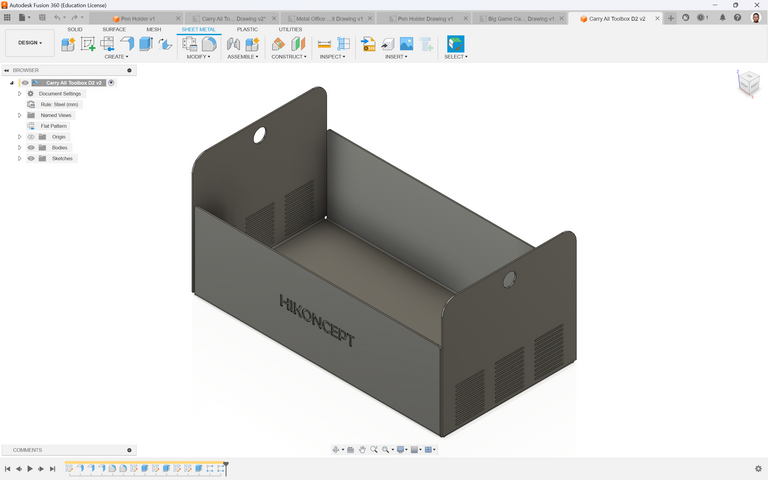 Autodesk Fusion 360 (Education License)
Pen Holder v1
Carry All To... Drawing v2*
Metal Office ...it Drawing v1
Pen Holder Drawing v1
Big Game Ca... Drawing v1
Carry All Toolbox D2 v2
1
DESIGN
SOLID
SURFACE
MESH
SHEET METAL
PLASTIC
UTILITIES
CREATE
MODIFY
ASSEMBLE
CONSTRUCT
INSPECT
INSERT
SELECT
BROWSER
Carry All Toolbox D2 v2
Document Settings
Rule: Steel (mm)
Named Views
Flat Pattern
Origin
Bodies
Sketches
HIKONCEPT
COMMENTS